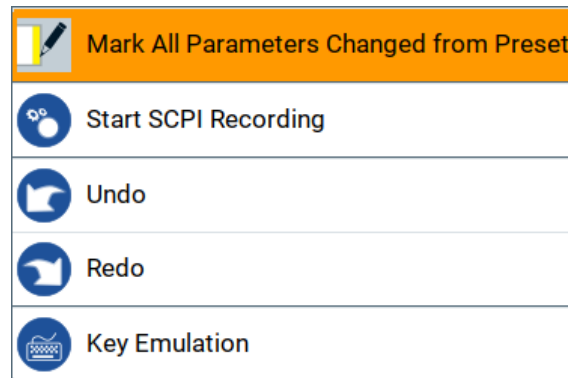 Mark All Parameters Changed from Preset
Start SCPI Recording
Undo
Redo
Key Emulation